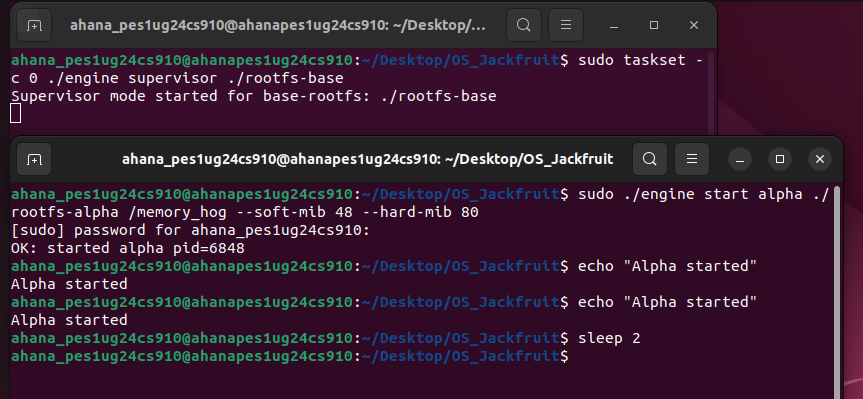 ahana_pes1ug24cs910@ahanapes1ug24cs910: ~/Desktop/...
ahana_pes1ug24cs910@ahanapes1ug24cs910:~/Desktop/OS_Jackfruit$ sudo taskset -
c 0 ./engine supervisor ./rootfs-base
Supervisor mode started for base-rootfs: ./rootfs-base
ahana_pes1ug24cs910@ahanapes1ug24cs910: ~/Desktop/OS_Jackfruit
ahana_pes1ug24cs910@ahanapes1ug24cs910:~/Desktop/OS_Jackfruit$ sudo ./engine start alpha ./
rootfs-alpha /memory_hog --soft-mib 48 --hard-mib 80
[sudo] password for ahana_pes1ug24cs910:
OK: started alpha pid=6848
ahana_pes1ug24cs910@ahanapes1ug24cs910:~/Desktop/OS_Jackfruit$ echo "Alpha started"
Alpha started
ahana_pes1ug24cs910@ahanapes1ug24cs910:~/Desktop/OS_Jackfruit$ echo "Alpha started"
Alpha started
ahana_pes1ug24cs910@ahanapes1ug24cs910:~/Desktop/OS_Jackfruit$ sleep 2
ahana_pes1ug24cs910@ahanapes1ug24cs910:~/Desktop/OS_Jackfruit$